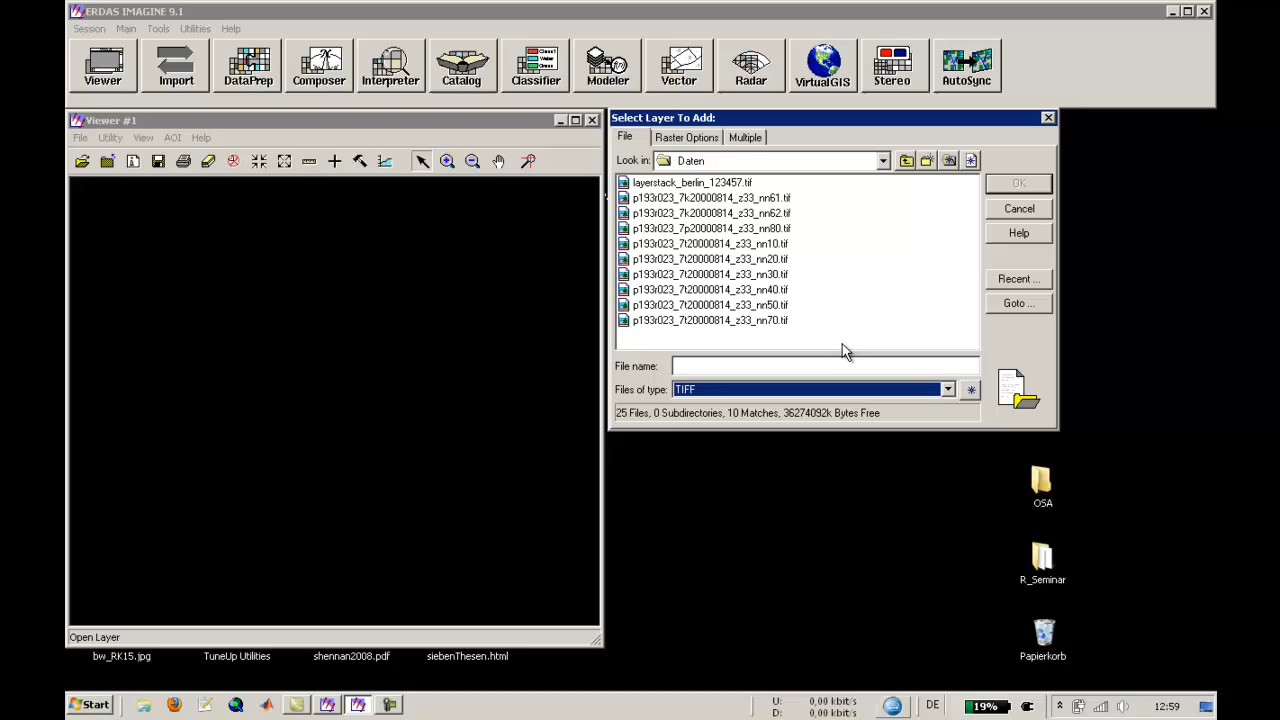 ERDAS IMAGINE 9.1
Session Main Tools Utilities Help
Viewer Import DataPrep Composer Interpreter Catalog Classifier Modeler Vector Radar VirtualGIS Stereo AutoSync
Viewer #1
File Utility View AOI Help
Select Layer To Add:
File Raster Options Multiple
Look in: Daten
layerstack_berlin_123457.tif
p193r023_7k20000814_z33_nn61.tif
p193r023_7k20000814_z33_nn62.tif
p193r023_7p20000814_z33_nn80.tif
p193r023_7t20000814_z33_nn10.tif
p193r023_7t20000814_z33_nn20.tif
p193r023_7t20000814_z33_nn30.tif
p193r023_7t20000814_z33_nn40.tif
p193r023_7t20000814_z33_nn50.tif
p193r023_7t20000814_z33_nn70.tif
OK
Cancel
Help
Recent ...
Goto ...
File name:
Files of type: TIFF
25 Files, 0 Subdirectories, 10 Matches, 36274092k Bytes Free
OSA
R_Seminar
Papierkorb
Open Layer
bw_RK15.jpg TuneUp Utilities shennan2008.pdf siebenThesen.html
Start
U: 0,00 kbit/s
D: 0,00 kbit/s
DE
19%
12:59